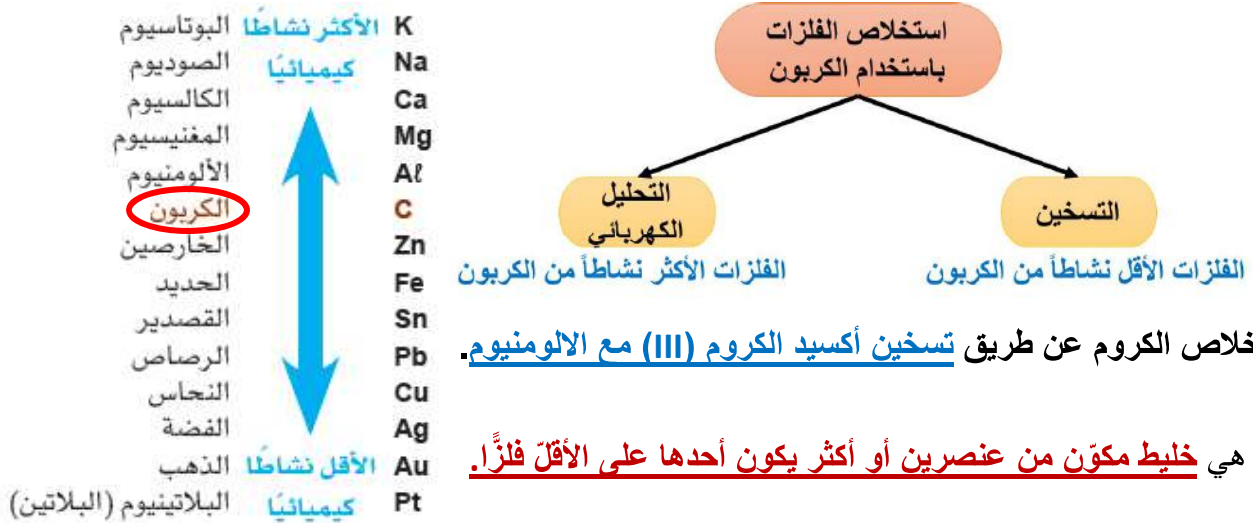 استخلاص الفلزات
باستخدام الكربون
التسخين
التحليل
الكهربائي
الفلزات الأقل نشاطاً من الكربون
الفلزات الأكثر نشاطاً من الكربون
خلاص الكروم عن طريق تسخين أكسيد الكروم (III) مع الالومنيوم.
هي خليط مكوّن من عنصرين أو أكثر يكون أحدها على الأقلّ فلزًّا.
K الأكثر نشاطًا البوتاسيوم
Na كيميائيًا الصوديوم
Ca الكالسيوم
Mg المغنيسيوم
Aℓ الألومنيوم
C الكربون
Zn الخارصين
Fe الحديد
Sn القصدير
Pb الرصاص
Cu النحاس
Ag الفضة
Au الأقل نشاطًا الذهب
Pt كيميائيًا البلاتينيوم (البلاتين)